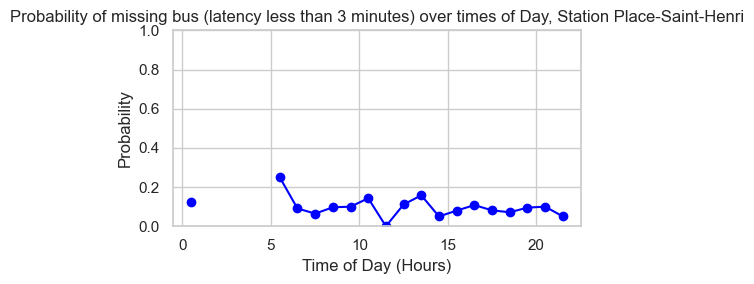 Probability of missing bus (latency less than 3 minutes) over times of Day, Station Place-Saint-Henri
1.0
0.8
0.6
0.4
0.2
0.0
Probability
0 5 10 15 20
Time of Day (Hours)